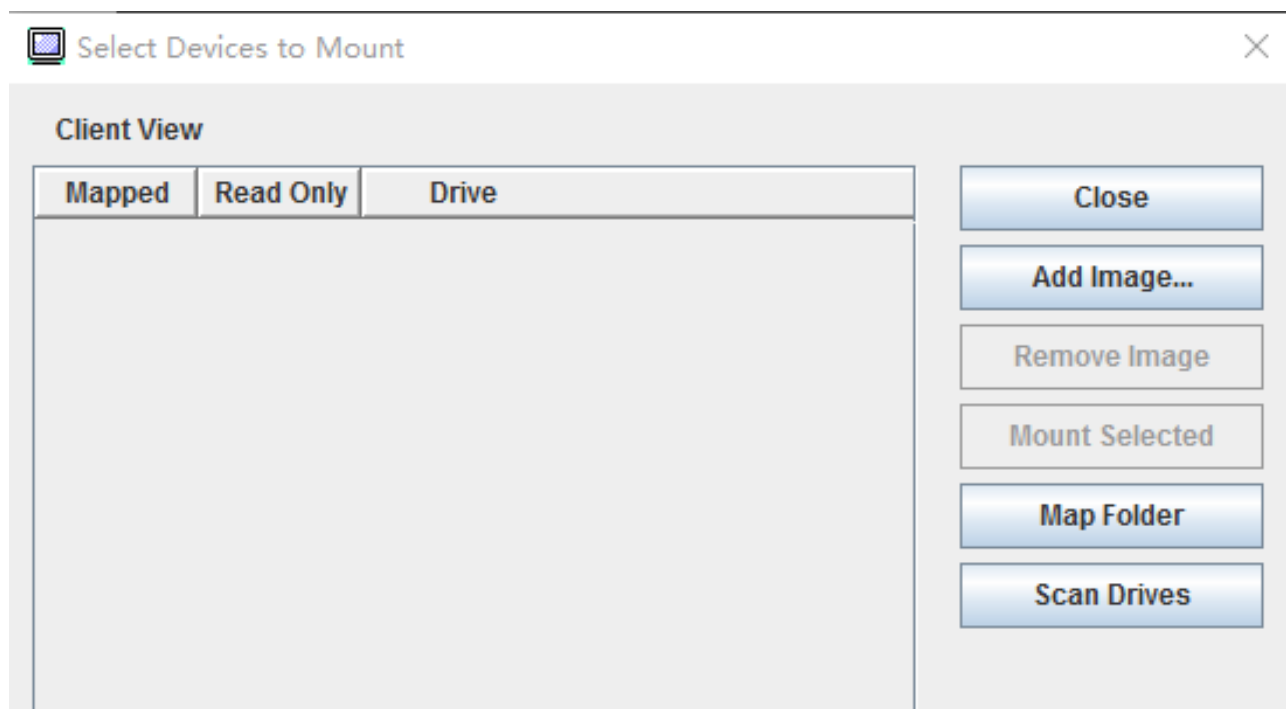 Select Devices to Mount
Client View
Mapped Read Only Drive
Close
Add Image...
Remove Image
Mount Selected
Map Folder
Scan Drives